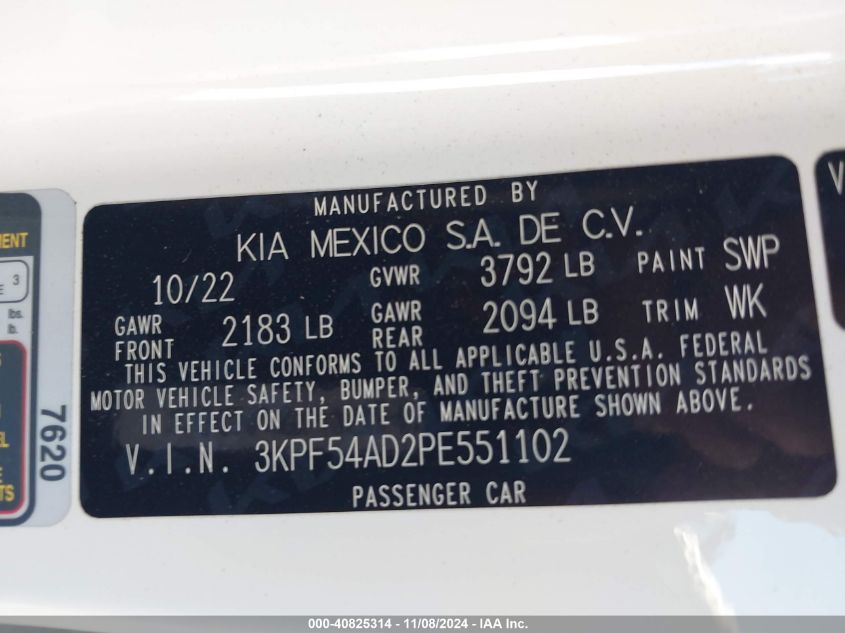 MANUFACTURED BY
KIA MEXICO S.A. DE C.V.
10/22 GVWR 3792 LB PAINT SWP
GAWR FRONT 2183 LB GAWR REAR 2094 LB TRIM WK
THIS VEHICLE CONFORMS TO ALL APPLICABLE U.S.A. FEDERAL
MOTOR VEHICLE SAFETY, BUMPER, AND THEFT PREVENTION STANDARDS
IN EFFECT ON THE DATE OF MANUFACTURE SHOWN ABOVE.
V.I.N. 3KPF54AD2PE551102
PASSENGER CAR
3
lbs.
lb.
7620
000-40825314 - 11/08/2024 - IAA Inc.